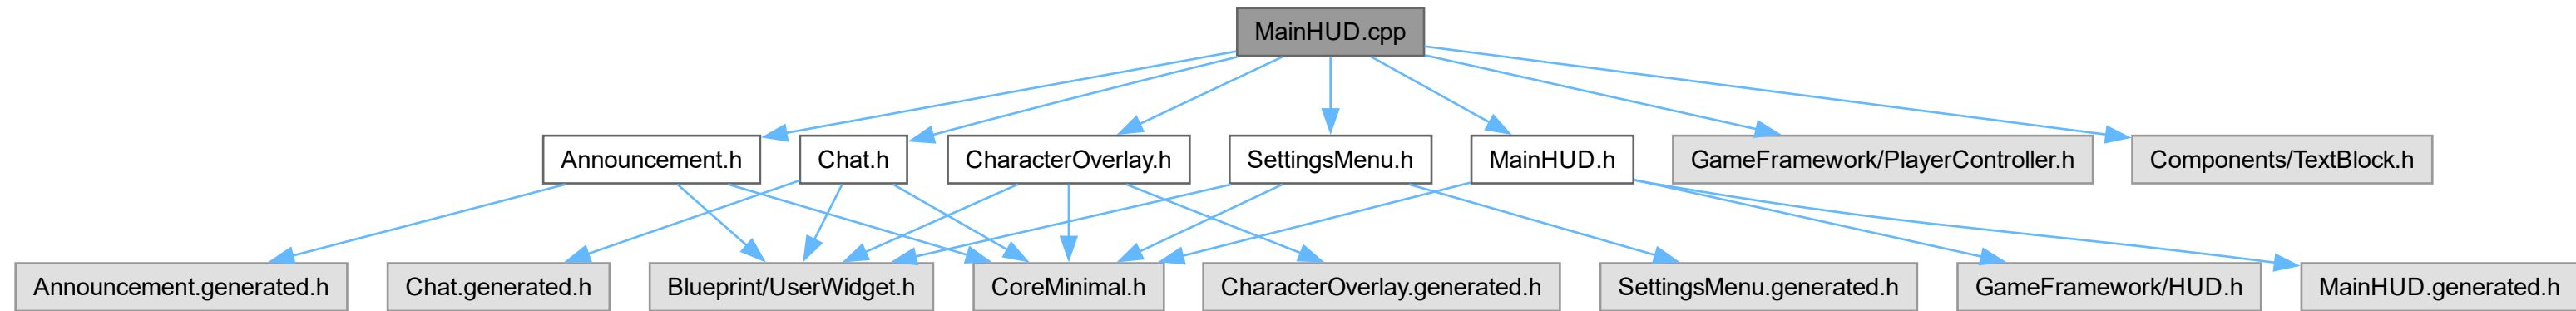 MainHUD.cpp
Announcement.h
Chat.h
CharacterOverlay.h
SettingsMenu.h
MainHUD.h
GameFramework/PlayerController.h
Components/TextBlock.h
Announcement.generated.h
Chat.generated.h
Blueprint/UserWidget.h
CoreMinimal.h
CharacterOverlay.generated.h
SettingsMenu.generated.h
GameFramework/HUD.h
MainHUD.generated.h